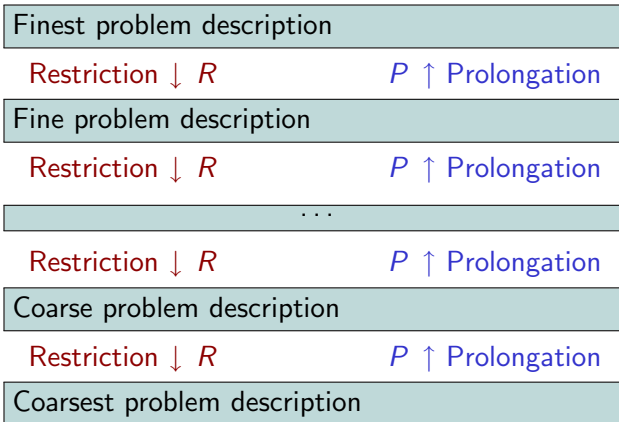 Finest problem description
Restriction ↓ R P ↑ Prolongation
Fine problem description
Restriction ↓ R P ↑ Prolongation
...
Restriction ↓ R P ↑ Prolongation
Coarse problem description
Restriction ↓ R P ↑ Prolongation
Coarsest problem description